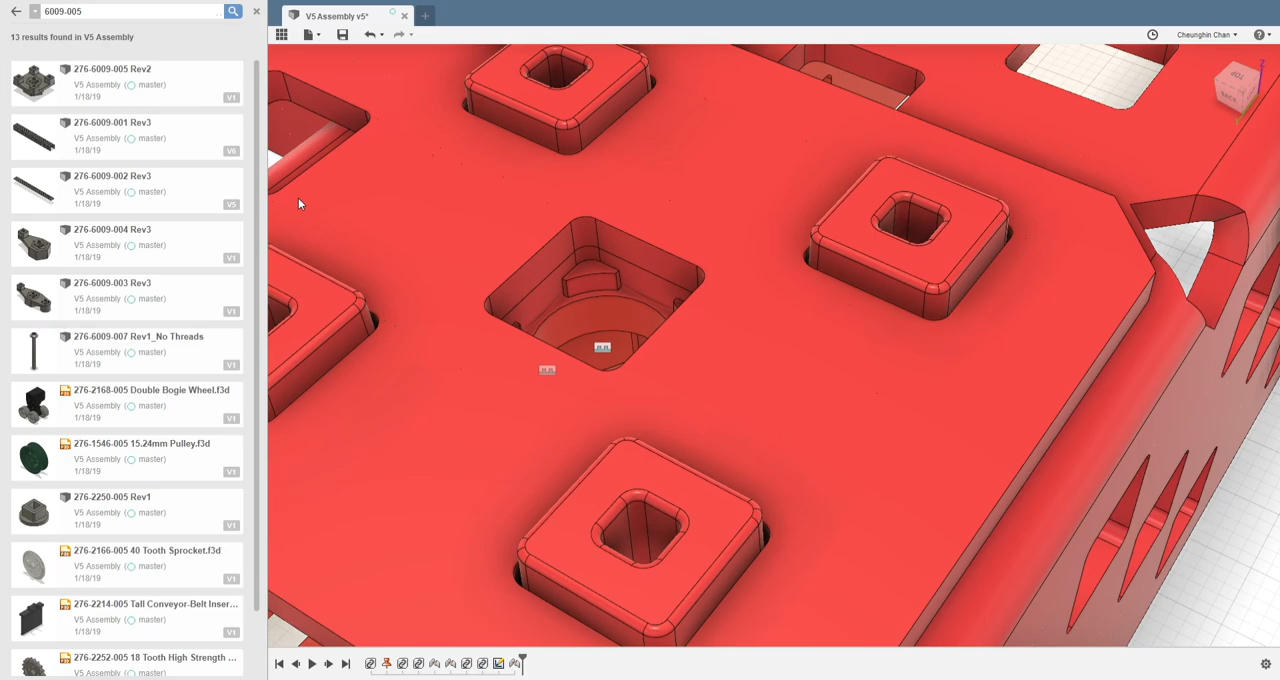 6009-005
V5 Assembly v5*
Cheunghin Chan
13 results found in V5 Assembly
276-6009-005 Rev2
V5 Assembly (master)
1/18/19
V1
276-6009-001 Rev3
V5 Assembly (master)
1/18/19
V6
276-6009-002 Rev3
V5 Assembly (master)
1/18/19
V5
276-6009-004 Rev3
V5 Assembly (master)
1/18/19
V1
276-6009-003 Rev3
V5 Assembly (master)
1/18/19
V1
276-6009-007 Rev1_No Threads
V5 Assembly (master)
1/18/19
V1
276-2168-005 Double Bogie Wheel.f3d
V5 Assembly (master)
1/18/19
V1
276-1546-005 15.24mm Pulley.f3d
V5 Assembly (master)
1/18/19
V1
276-2250-005 Rev1
V5 Assembly (master)
1/18/19
V1
276-2166-005 40 Tooth Sprocket.f3d
V5 Assembly (master)
1/18/19
V1
276-2214-005 Tall Conveyor-Belt Inser...
V5 Assembly (master)
1/18/19
V1
276-2252-005 18 Tooth High Strength ...
V5 Assembly (master)
TOP
BACK
Z